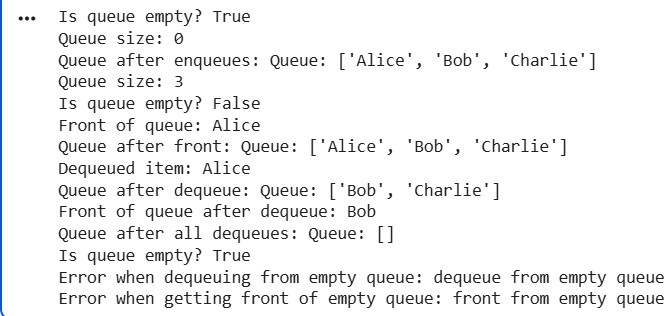 Is queue empty? True
Queue size: 0
Queue after enqueues: Queue: ['Alice', 'Bob', 'Charlie']
Queue size: 3
Is queue empty? False
Front of queue: Alice
Queue after front: Queue: ['Alice', 'Bob', 'Charlie']
Dequeued item: Alice
Queue after dequeue: Queue: ['Bob', 'Charlie']
Front of queue after dequeue: Bob
Queue after all dequeues: Queue: []
Is queue empty? True
Error when dequeuing from empty queue: dequeue from empty queue
Error when getting front of empty queue: front from empty queue